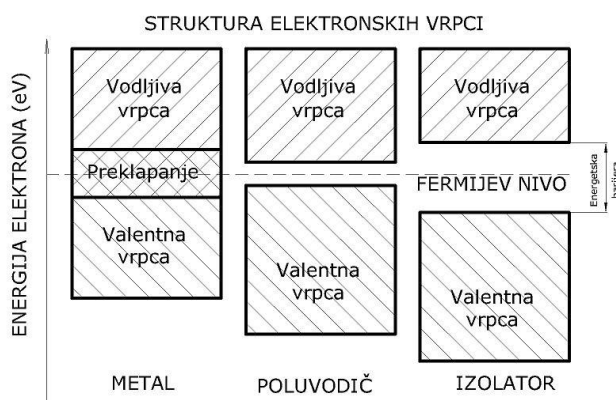 STRUKTURA ELEKTRONSKIH VRPCI
ENERGIJA ELEKTRONA (eV)
Vodljiva
vrpca
Preklapanje
Valentna
vrpca
Vodljiva
vrpca
Valentna
vrpca
Vodljiva
vrpca
FERMIJEV NIVO
Valentna
vrpca
Energetska
METAL
POLUVODIČ
IZOLATOR